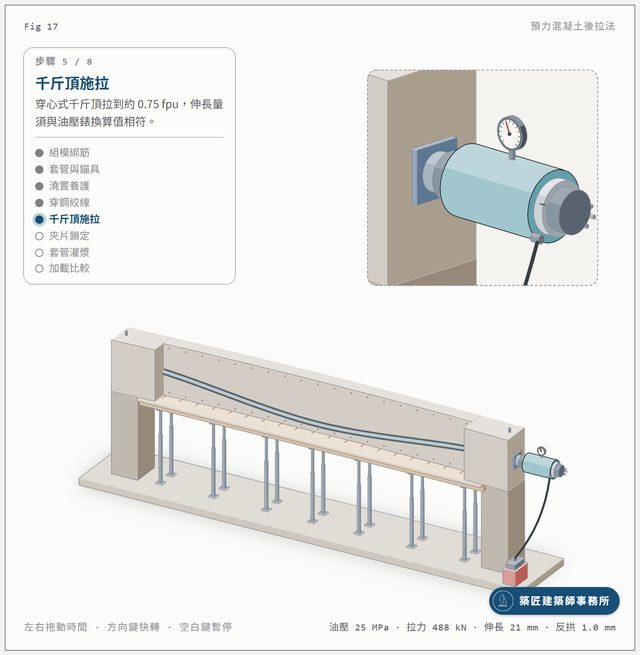 Fig 17
預力混凝土後拉法
步驟 5 / 8
千斤頂施拉
穿心式千斤頂拉到約 0.75 fpu，伸長量
須與油壓錶換算值相符。
組模綁筋
套管與錨具
澆置養護
穿鋼絞線
千斤頂施拉
夾片鎖定
套管灌漿
加載比較
築匠建築師事務所
左右拖動時間 · 方向鍵快轉 · 空白鍵暫停
油壓 25 MPa · 拉力 488 kN · 伸長 21 mm · 反拱 1.0 mm